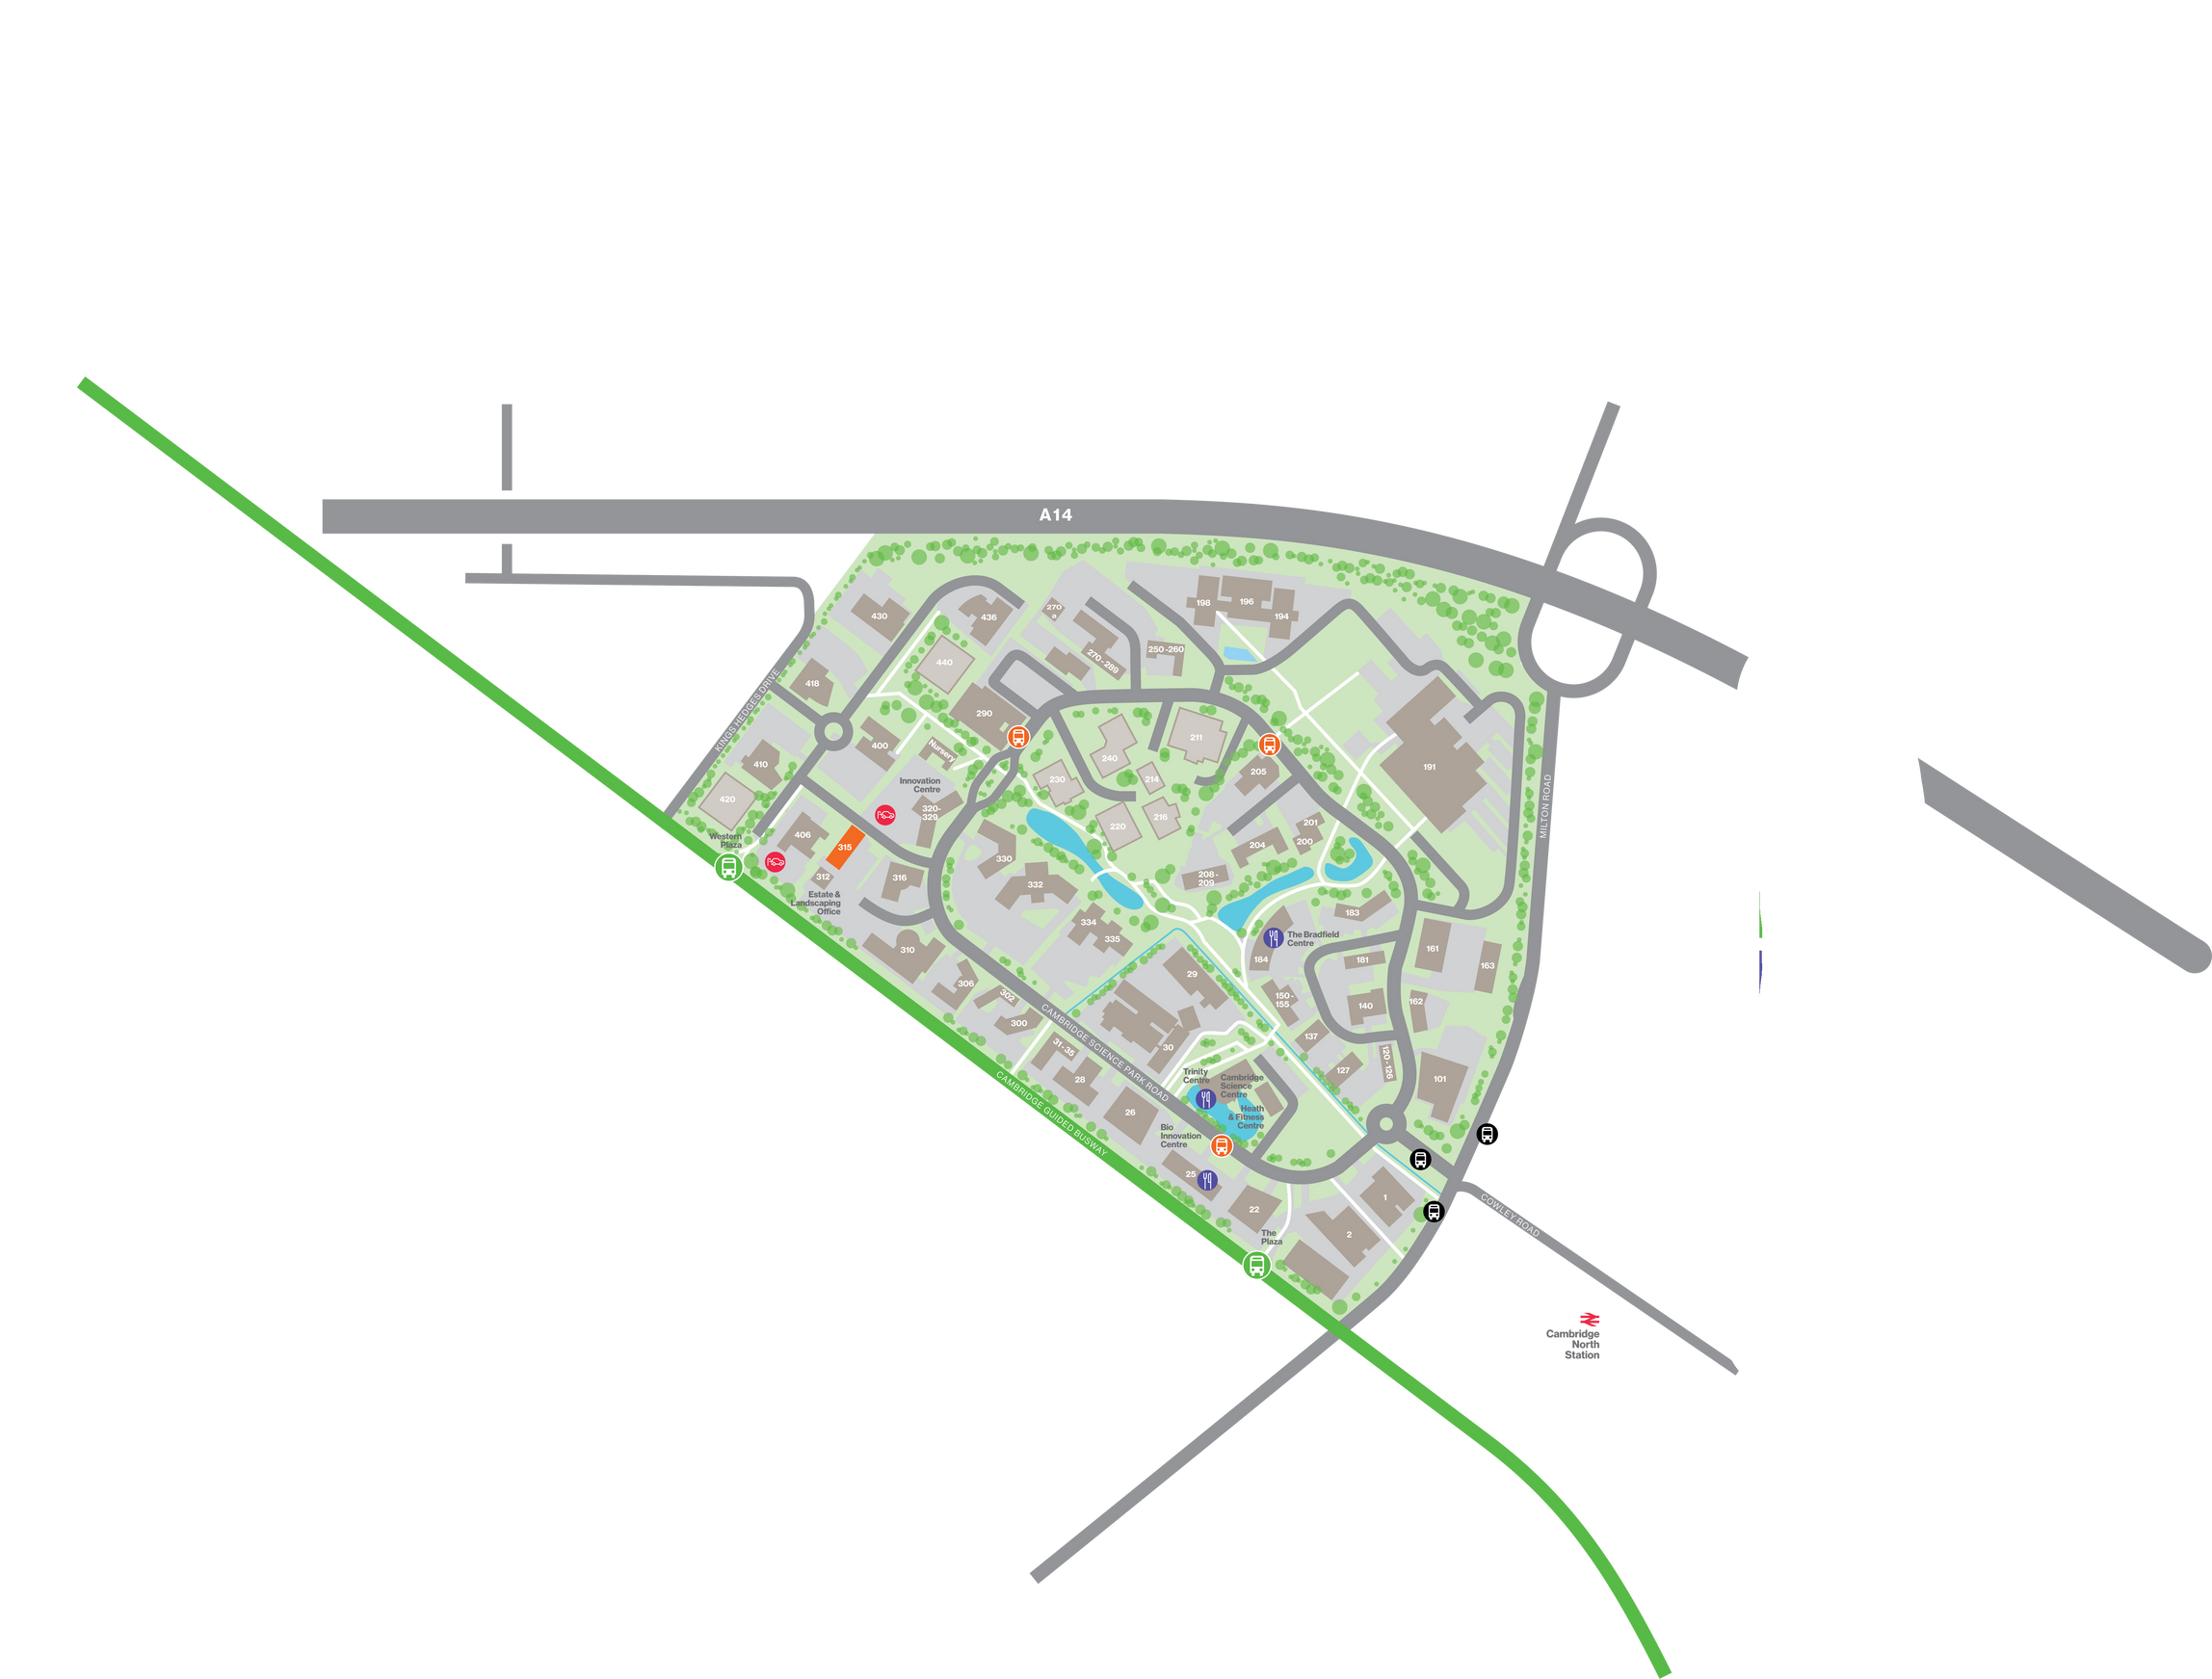 A14
430
436
270
a
198
196
194
440
270 - 289
250 -260
418
KINGS HEDGES DRIVE
290
211
400
Nursery
240
410
191
205
230
214
420
Innovation
Centre
320-
329
MILTON ROAD
216
220
201
200
204
Western
Plaza
406
315
330
312
316
332
208 -
209
Estate &
Landscaping
Office
183
334
335
The Bradfield
Centre
184
310
161
163
181
29
306
302
300
150 -
155
140
162
CAMBRIDGE SCIENCE PARK ROAD
137
31 - 35
30
28
127
120 - 126
101
Trinity
Centre
Cambridge
Science
Centre
26
Heath
& Fitness
Centre
CAMBRIDGE GUIDED BUSWAY
Bio
Innovation
Centre
25
22
1
2
The
Plaza
COWLEY ROAD
Cambridge
North
Station